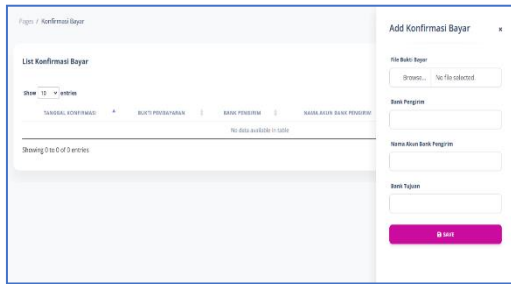 Pages / Konfirmasi Bayar
List Konfirmasi Bayar
Show 10 entries
TANGGAL KONFIRMASI BUKTI PEMBAYARAN BANK PENGIRIM NAMA AKUN BANK PENGIRIM
No data available in table
Showing 0 to 0 of 0 entries
Add Konfirmasi Bayar ×
File Bukti Bayar
Browse... No file selected.
Bank Pengirim
Nama Akun Bank Pengirim
Bank Tujuan
SAVE